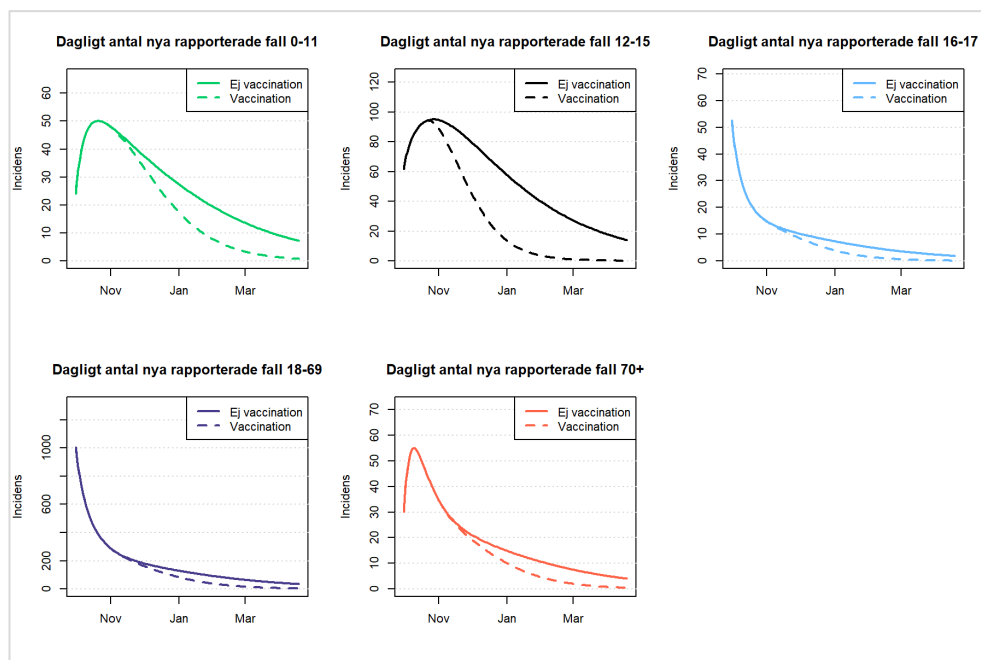 Dagligt antal nya rapporterade fall 0-11
Ej vaccination
Vaccination
Incidens
60
50
40
30
20
10
0
Nov
Jan
Mar
Dagligt antal nya rapporterade fall 12-15
Ej vaccination
Vaccination
Incidens
120
100
80
60
40
20
0
Nov
Jan
Mar
Dagligt antal nya rapporterade fall 16-17
Ej vaccination
Vaccination
Incidens
70
60
50
40
30
20
10
0
Nov
Jan
Mar
Dagligt antal nya rapporterade fall 18-69
Ej vaccination
Vaccination
Incidens
1000
600
200
0
Nov
Jan
Mar
Dagligt antal nya rapporterade fall 70+
Ej vaccination
Vaccination
Incidens
70
60
50
40
30
20
10
0
Nov
Jan
Mar